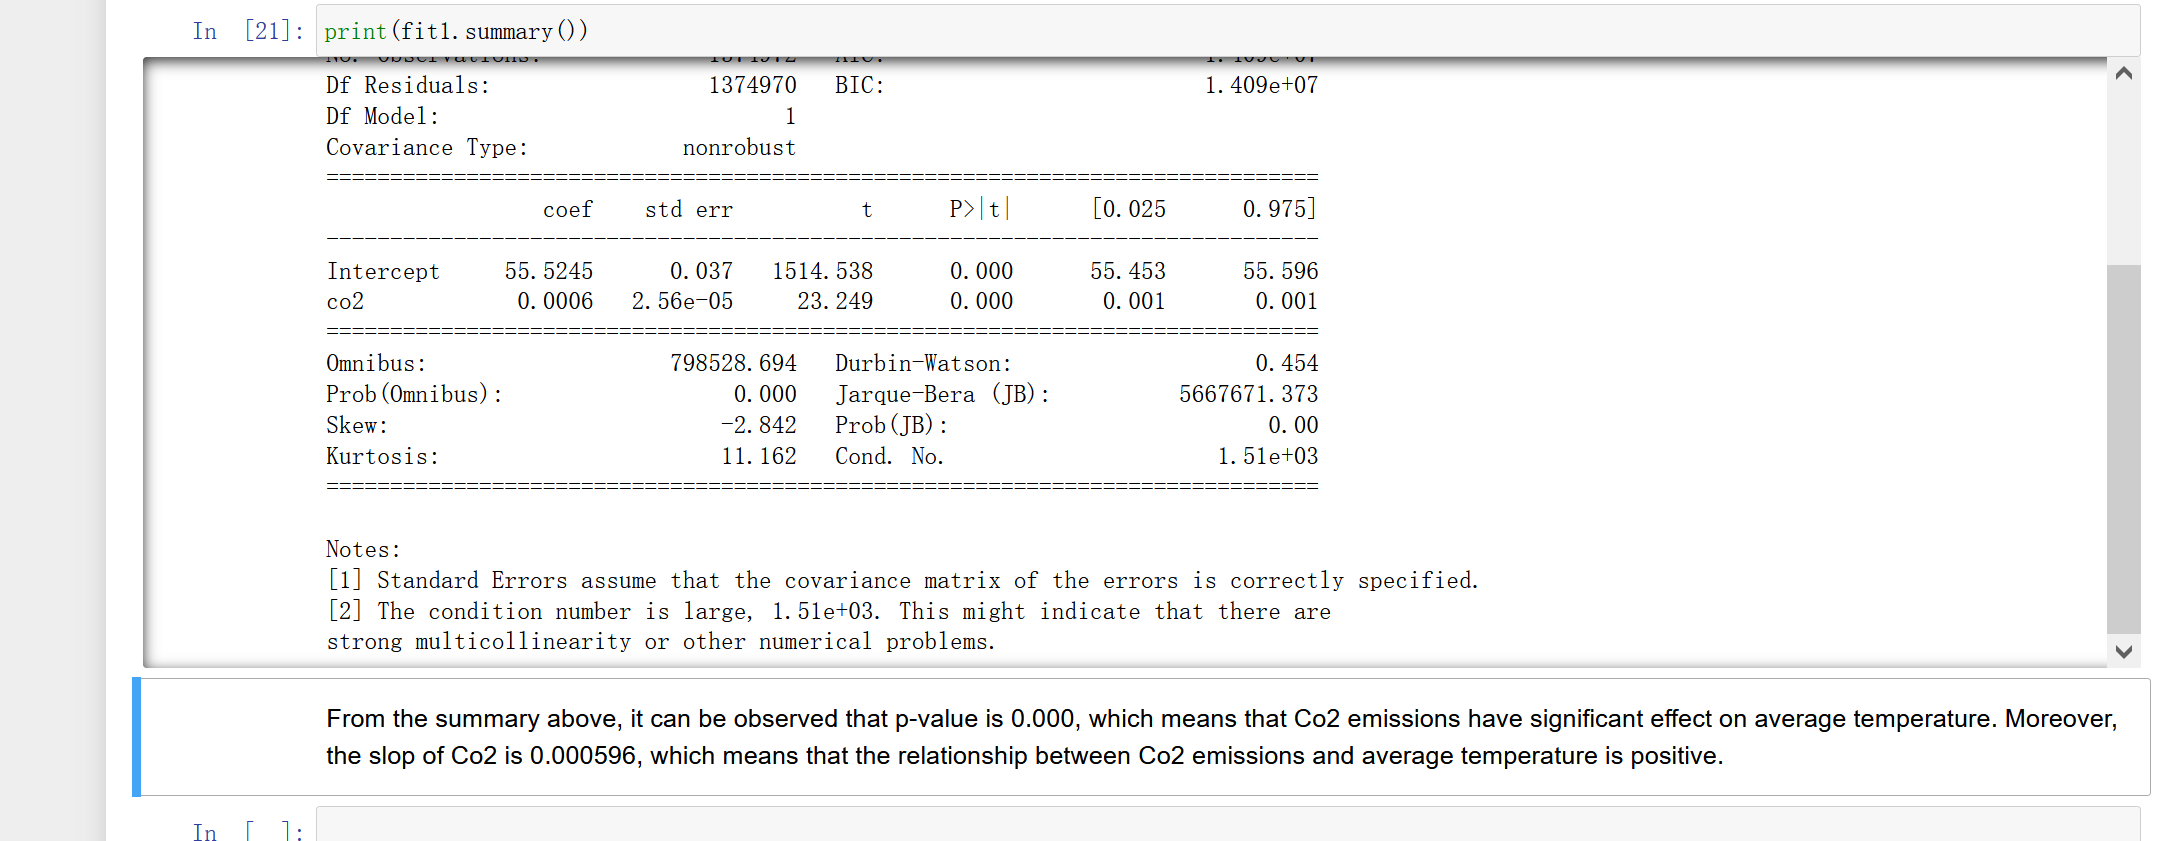 In [21]: print(fit1.summary())
No. Observations: 1374972 AIC: 1.409e+07
Df Residuals: 1374970 BIC: 1.409e+07
Df Model: 1
Covariance Type: nonrobust
==============================================================================
coef std err t P>|t| [0.025 0.975]
------------------------------------------------------------------------------
Intercept 55.5245 0.037 1514.538 0.000 55.453 55.596
co2 0.0006 2.56e-05 23.249 0.000 0.001 0.001
==============================================================================
Omnibus: 798528.694 Durbin-Watson: 0.454
Prob(Omnibus): 0.000 Jarque-Bera (JB): 5667671.373
Skew: -2.842 Prob(JB): 0.00
Kurtosis: 11.162 Cond. No. 1.51e+03
==============================================================================
Notes:
[1] Standard Errors assume that the covariance matrix of the errors is correctly specified.
[2] The condition number is large, 1.51e+03. This might indicate that there are
strong multicollinearity or other numerical problems.
From the summary above, it can be observed that p-value is 0.000, which means that Co2 emissions have significant effect on average temperature. Moreover,
the slop of Co2 is 0.000596, which means that the relationship between Co2 emissions and average temperature is positive.
In [ ]: